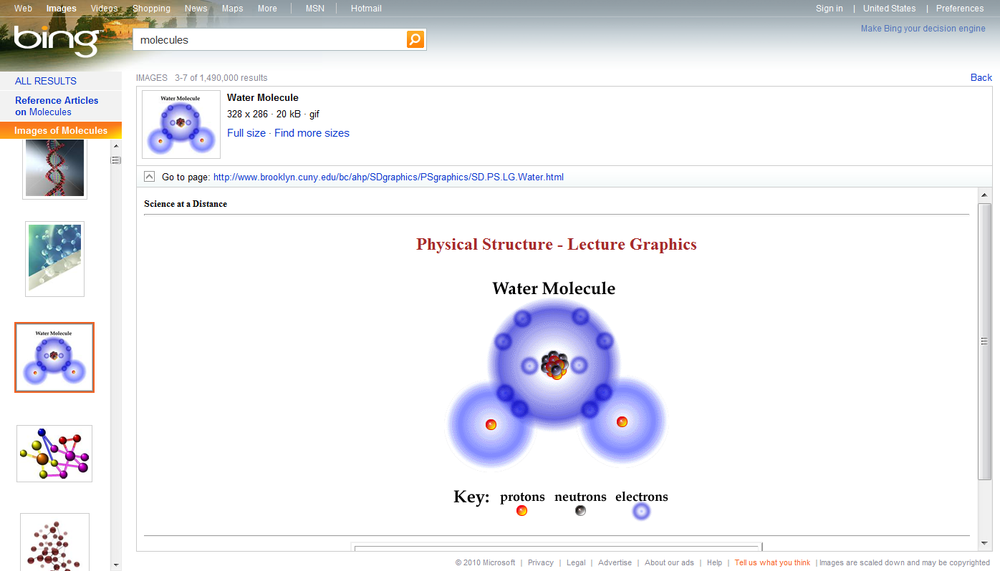 Web Images Videos Shopping News Maps More | MSN | Hotmail
Sign in | United States | Preferences
bing™
molecules
Make Bing your decision engine
ALL RESULTS
Reference Articles
on Molecules
Images of Molecules
Water Molecule
IMAGES 3-7 of 1,490,000 results
Back
Water Molecule
Water Molecule
328 x 286 · 20 kB · gif
Full size · Find more sizes
Go to page: http://www.brooklyn.cuny.edu/bc/ahp/SDgraphics/PSgraphics/SD.PS.LG.Water.html
Science at a Distance
Physical Structure - Lecture Graphics
Water Molecule
Key: protons neutrons electrons
© 2010 Microsoft | Privacy | Legal | Advertise | About our ads | Help | Tell us what you think | Images are scaled down and may be copyrighted